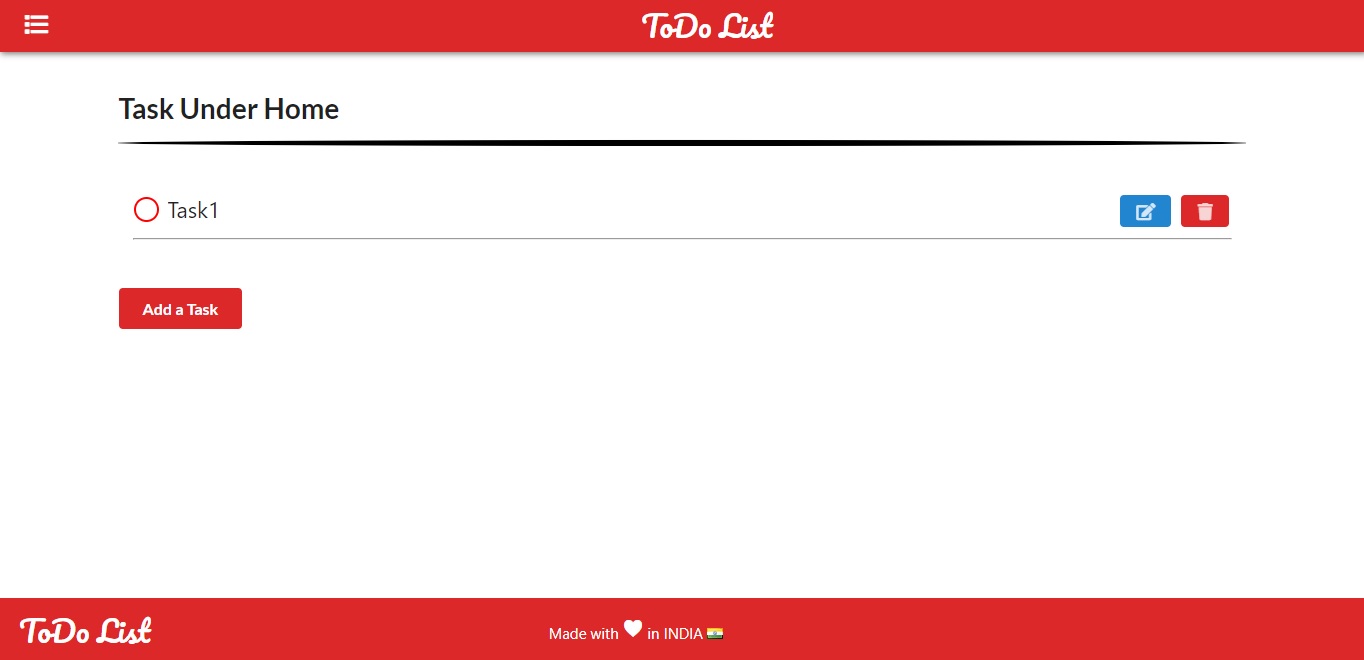 ToDo List
Task Under Home
Task1
Add a Task
ToDo List
Made with in INDIA